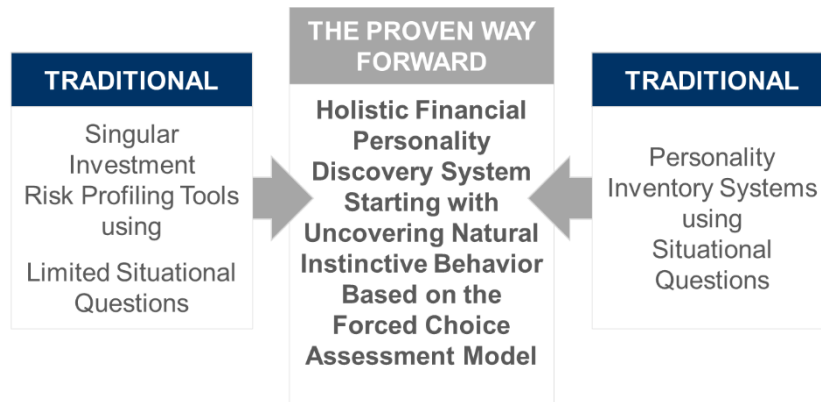 TRADITIONAL
Singular
Investment
Risk Profiling Tools
using
Limited Situational
Questions
THE PROVEN WAY
FORWARD
Holistic Financial
Personality
Discovery System
Starting with
Uncovering Natural
Instinctive Behavior
Based on the
Forced Choice
Assessment Model
TRADITIONAL
Personality
Inventory Systems
using
Situational
Questions